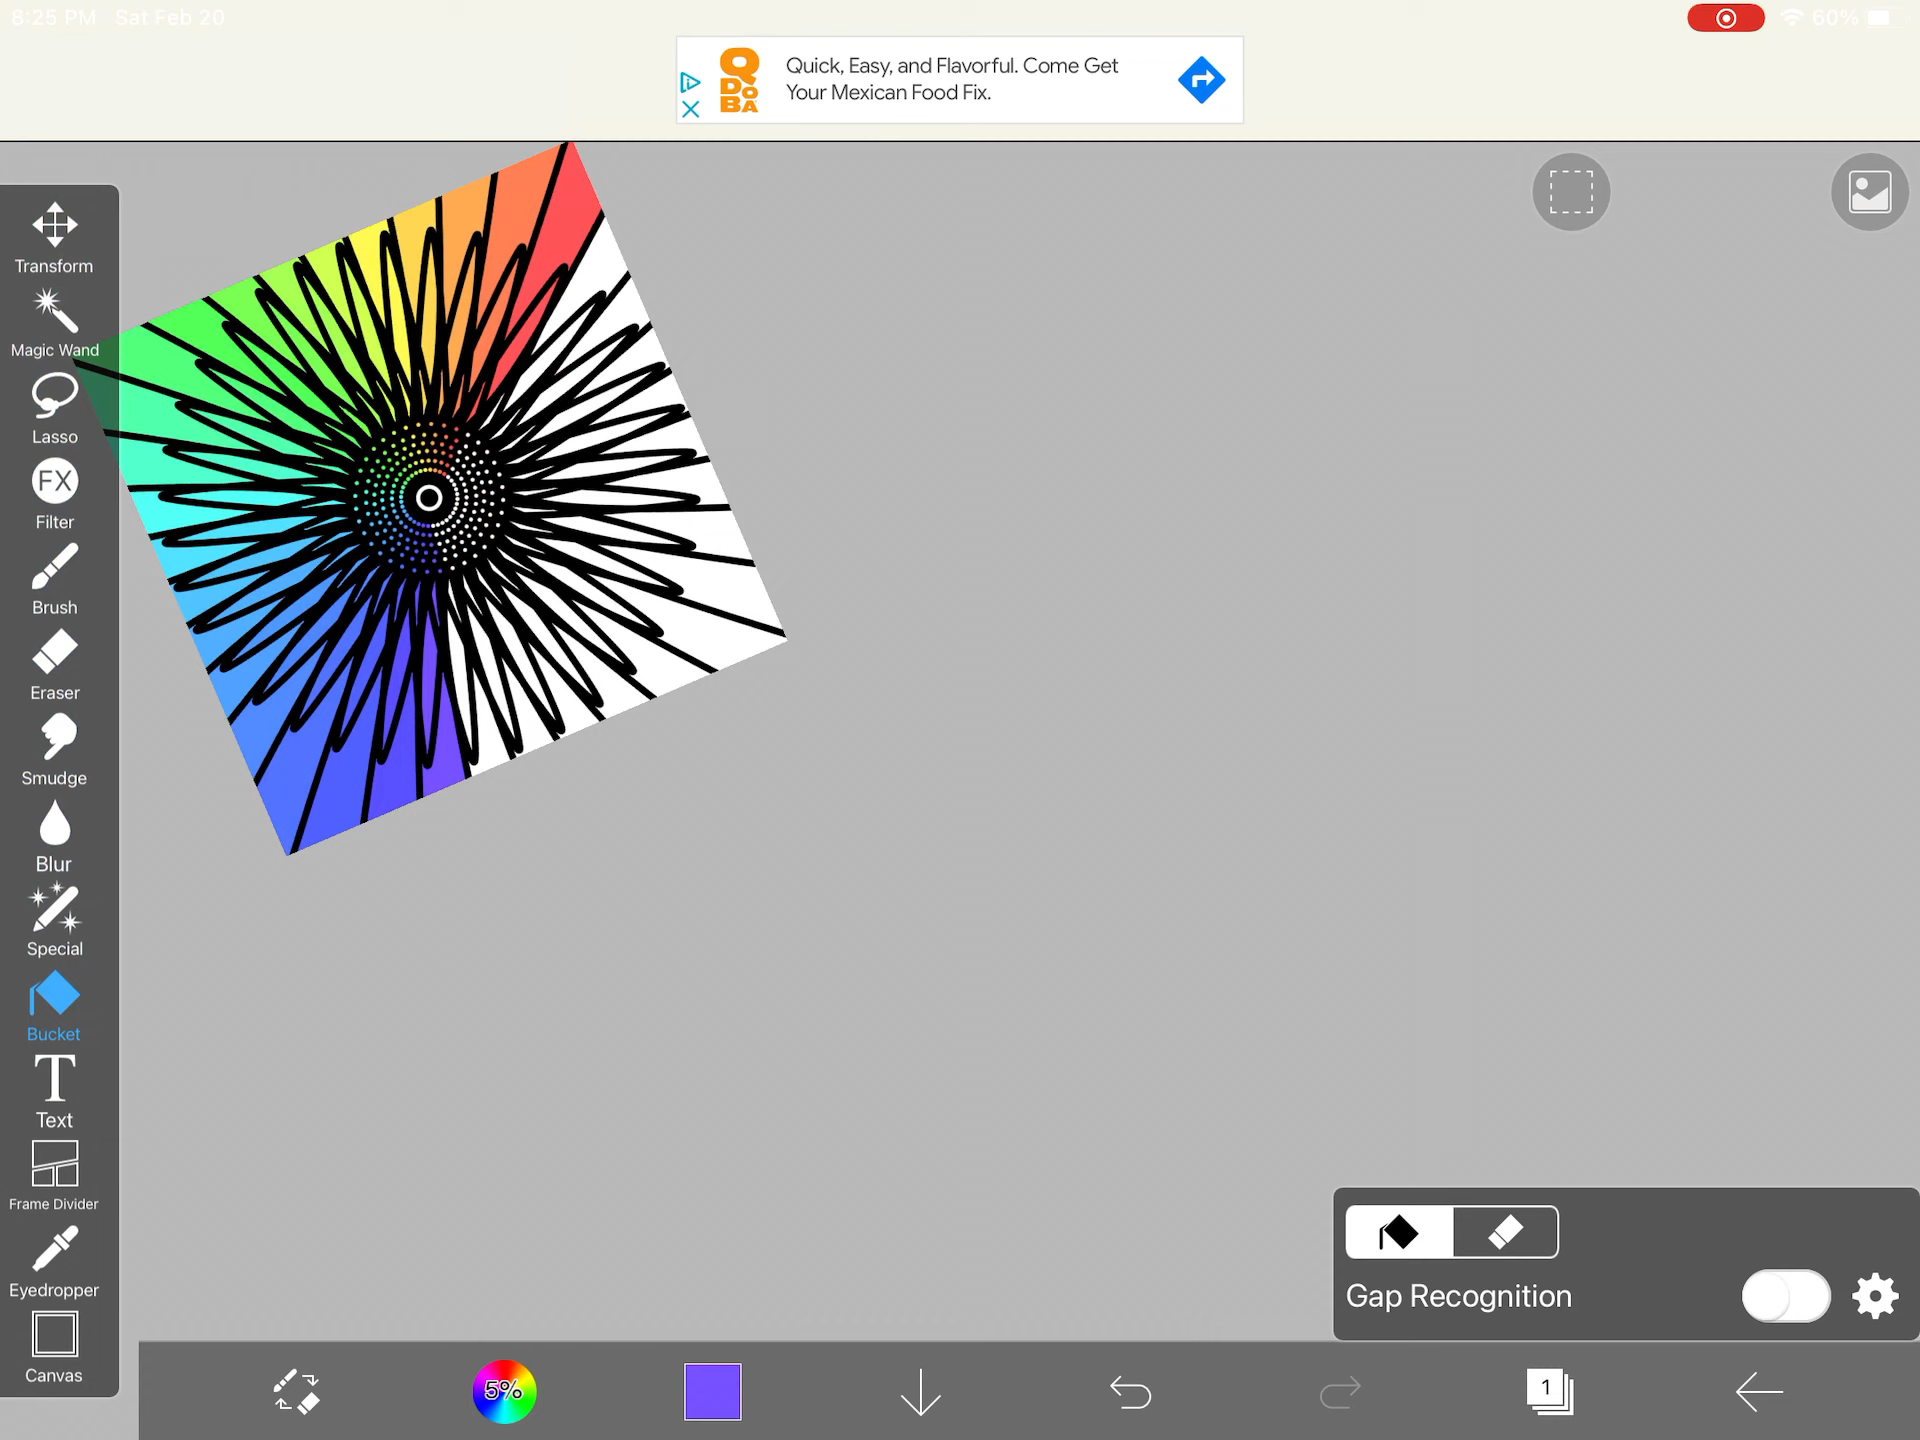 8:25 PM Sat Feb 20
60%
QDOBA
Quick, Easy, and Flavorful. Come Get
Your Mexican Food Fix.
Transform
Magic Wand
Lasso
FX
Filter
Brush
Eraser
Smudge
Blur
Special
Bucket
T
Text
Frame Divider
Eyedropper
Canvas
Gap Recognition
5%
1